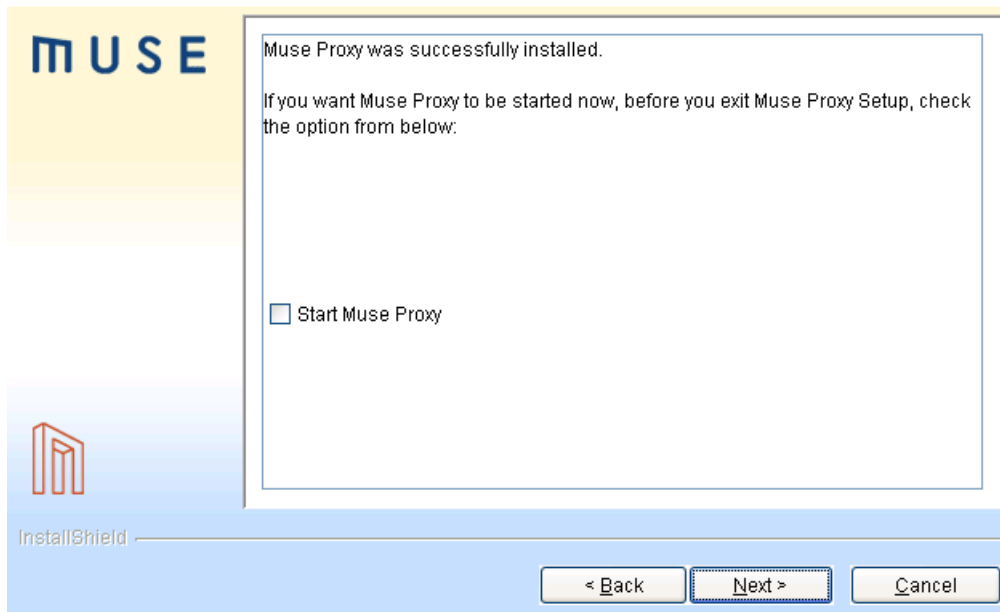 MUSE
Muse Proxy was successfully installed.
If you want Muse Proxy to be started now, before you exit Muse Proxy Setup, check
the option from below:
Start Muse Proxy
InstallShield
< Back
Next >
Cancel